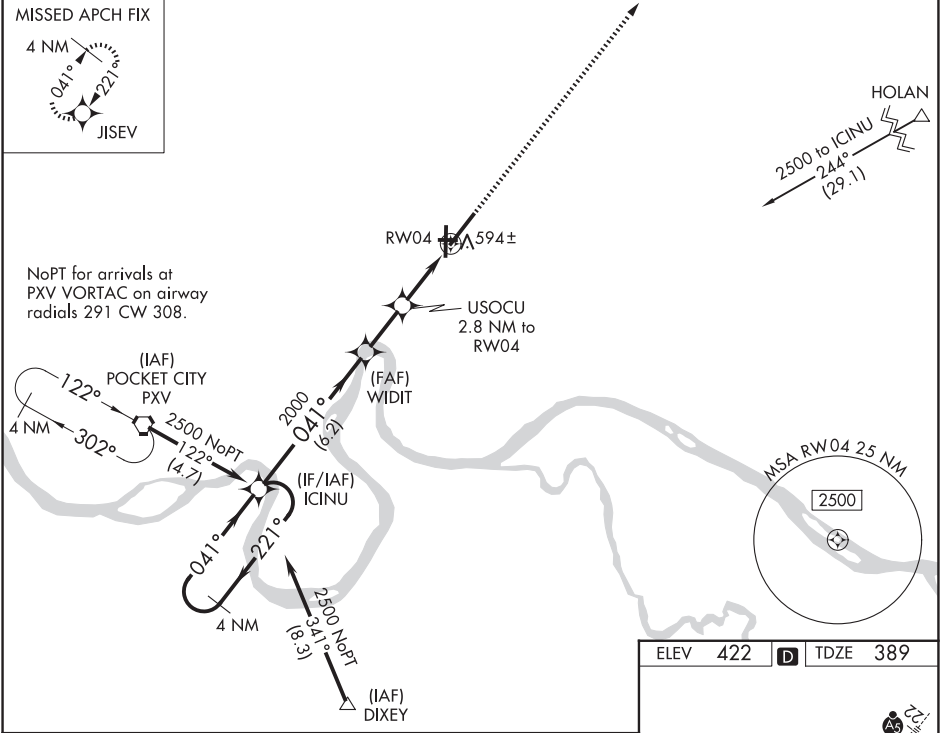 MISSED APCH FIX
4 NM
041°
221°
JISEV
HOLAN
2500 to ICINU
244°
(29.1)
RW04
594±
NoPT for arrivals at
PXV VORTAC on airway
radials 291 CW 308.
USOCU
2.8 NM to
RW04
(IAF)
POCKET CITY
PXV
122°
302°
4 NM
2500 NoPT
122°
(4.7)
(FAF)
WIDIT
2000
041°
(6.2)
(IF/IAF)
ICINU
041°
221°
4 NM
2500 NoPT
341°
(8.3)
(IAF)
DIXEY
MSA RW04 25 NM
2500
ELEV 422 D TDZE 389
A5
22